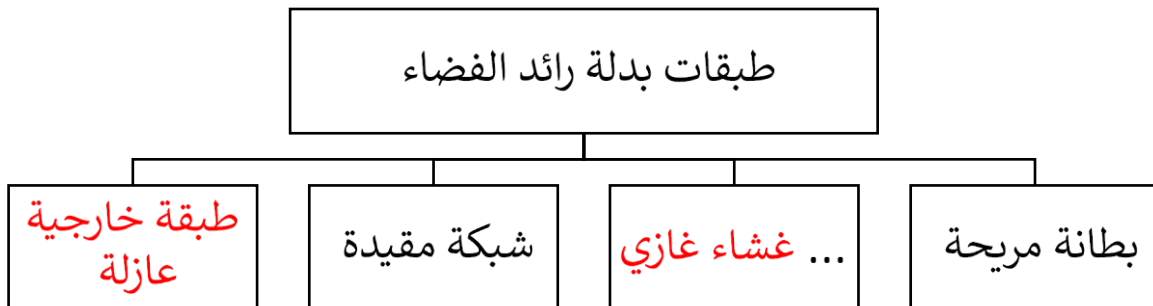 طبقات بدلة رائد الفضاء
بطانة مريحة
... غشاء غازي
شبكة مقيدة
طبقة خارجية
عازلة